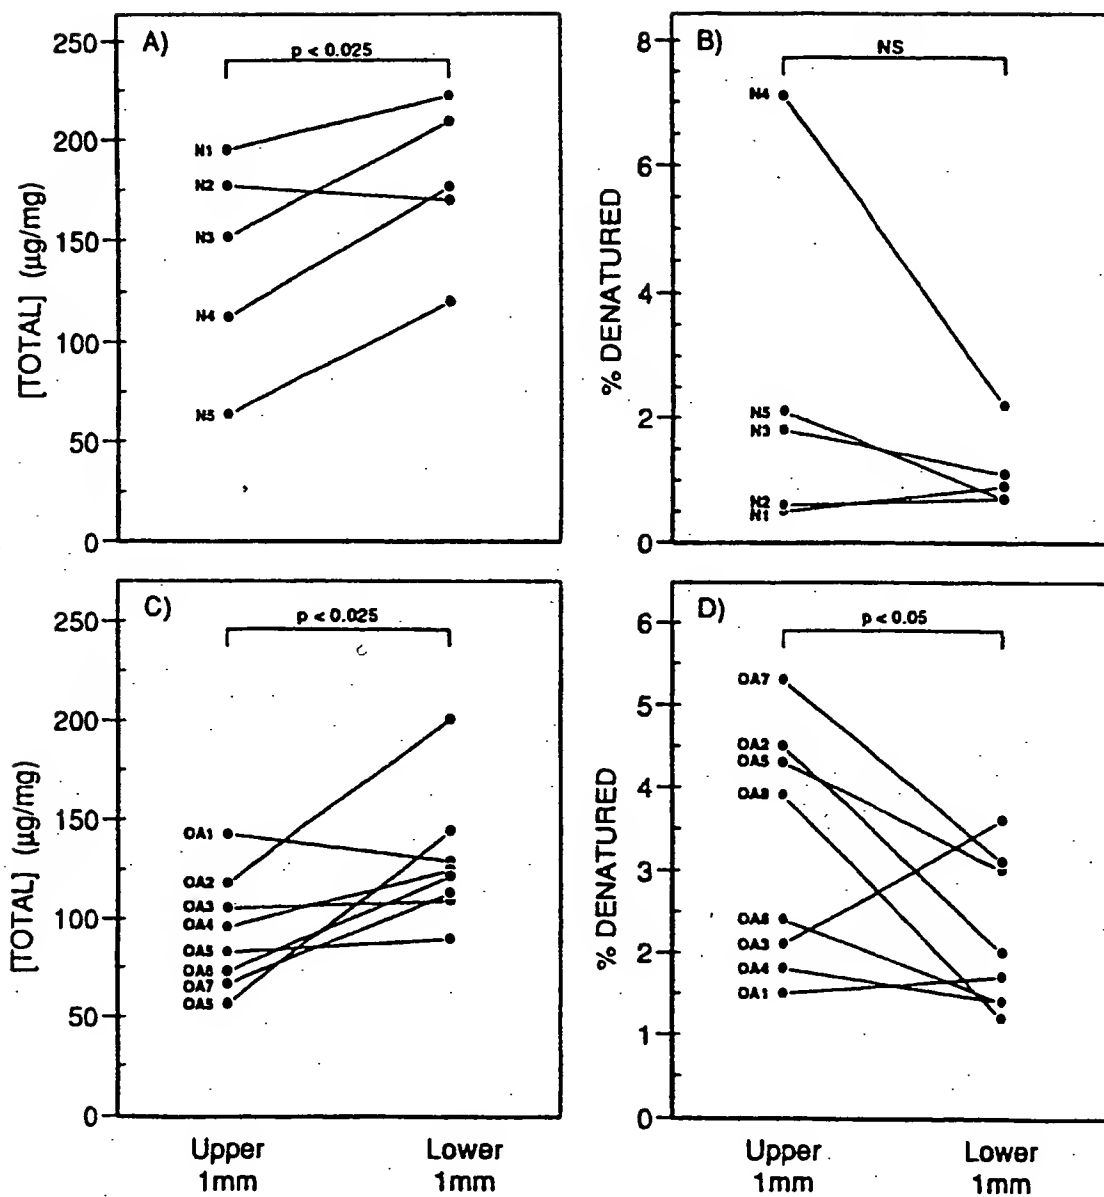 A)
p < 0.025
250
200
150
100
50
0
[TOTAL] (µg/mg)
N1
N2
N3
N4
N5
B)
NS
8
6
4
2
0
% DENATURED
N4
N5
N3
N2
N1
C)
p < 0.025
250
200
150
100
50
0
[TOTAL] (µg/mg)
OA1
OA2
OA3
OA4
OA5
OA6
OA7
OA5
Upper
1mm
Lower
1mm
D)
p < 0.05
6
5
4
3
2
1
0
% DENATURED
OA7
OA2
OA5
OA8
OA6
OA3
OA4
OA1
Upper
1mm
Lower
1mm